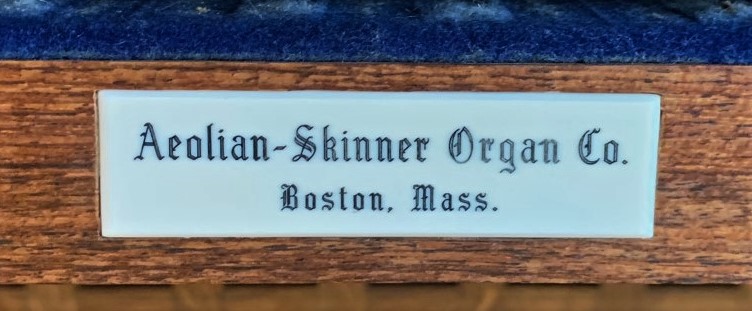 Aeolian-Skinner Organ Co.
Boston, Mass.